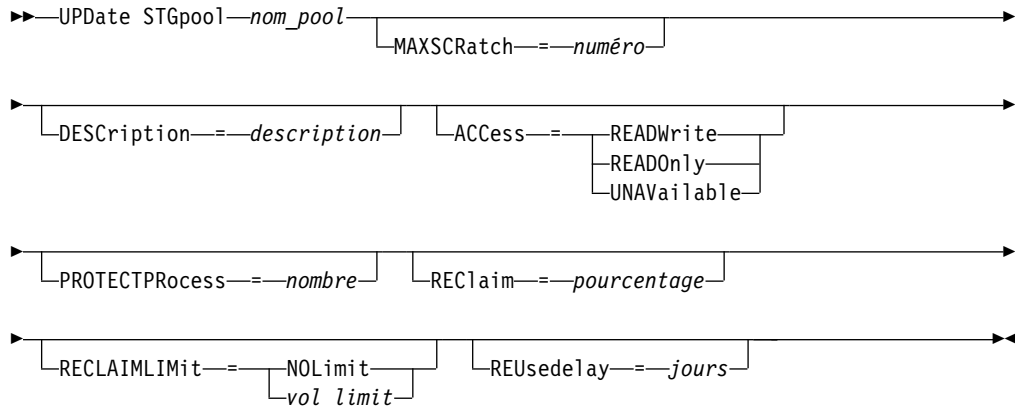 UPDate STGpool nom_pool
MAXSCRatch = numéro
DESCription = description ACCess = READWrite
READOnly
UNAVailable
PROTECTPRocess = nombre REClaim = pourcentage
RECLAIMLIMit = NOLimit REUsedelay = jours
vol limit